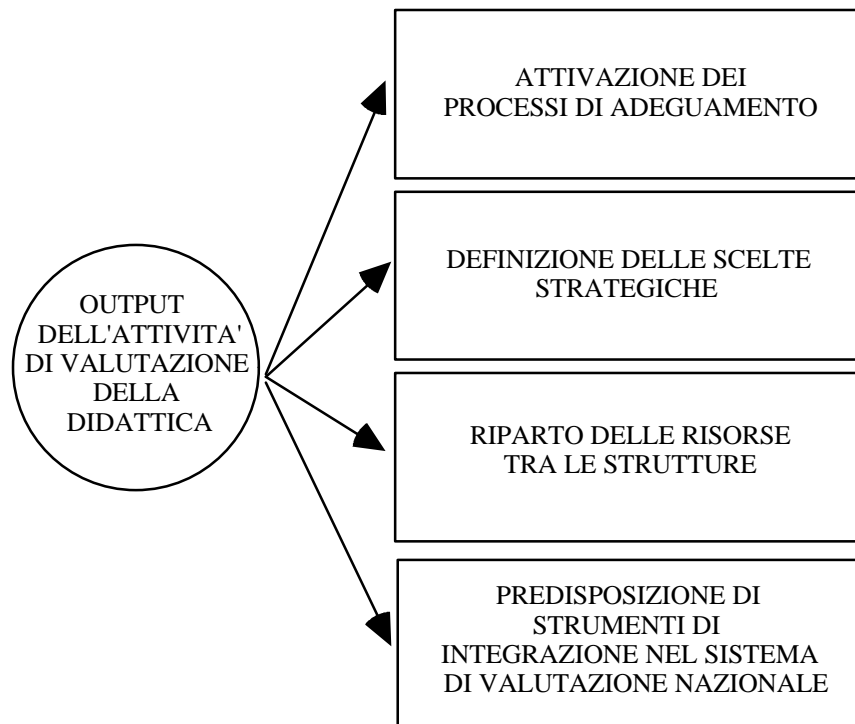 OUTPUT
DELL'ATTIVITA'
DI VALUTAZIONE
DELLA
DIDATTICA
ATTIVAZIONE DEI
PROCESSI DI ADEGUAMENTO
DEFINIZIONE DELLE SCELTE
STRATEGICHE
RIPARTO DELLE RISORSE
TRA LE STRUTTURE
PREDISPOSIZIONE DI
STRUMENTI DI
INTEGRAZIONE NEL SISTEMA
DI VALUTAZIONE NAZIONALE